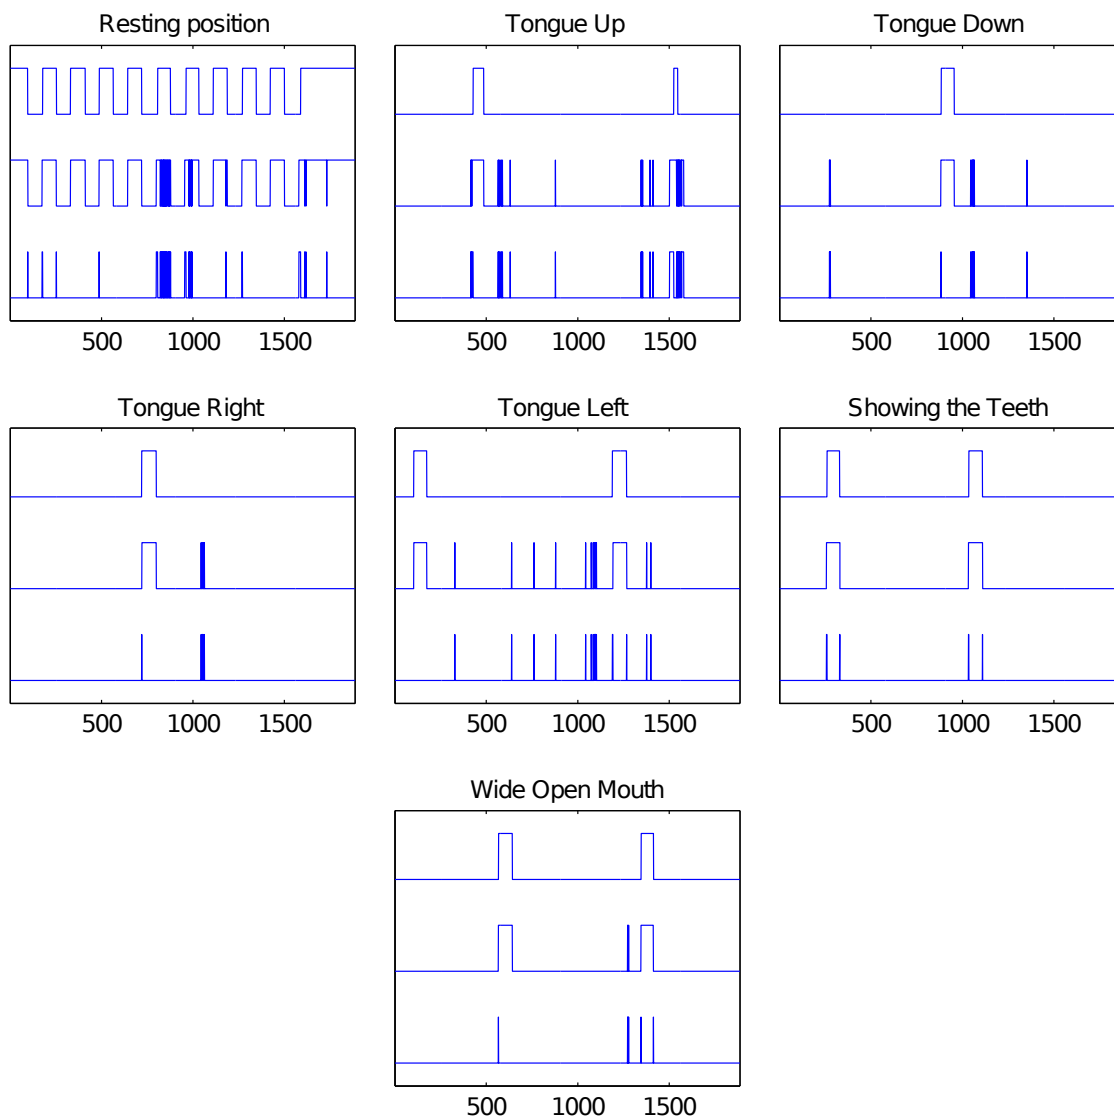 Resting position
Tongue Up
Tongue Down
500 1000 1500
500 1000 1500
500 1000 1500
Tongue Right
Tongue Left
Showing the Teeth
500 1000 1500
500 1000 1500
500 1000 1500
Wide Open Mouth
500 1000 1500